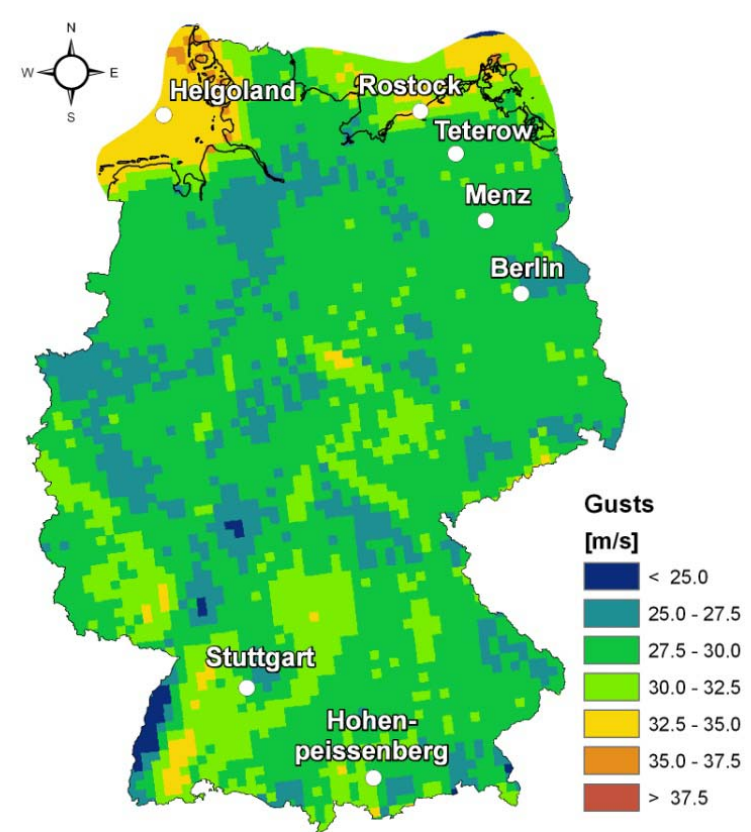 N
W
E
S
Helgoland
Rostock
Teterow
Menz
Berlin
Stuttgart
Hohen-
peissenberg
Gusts
[m/s]
< 25.0
25.0 - 27.5
27.5 - 30.0
30.0 - 32.5
32.5 - 35.0
35.0 - 37.5
> 37.5